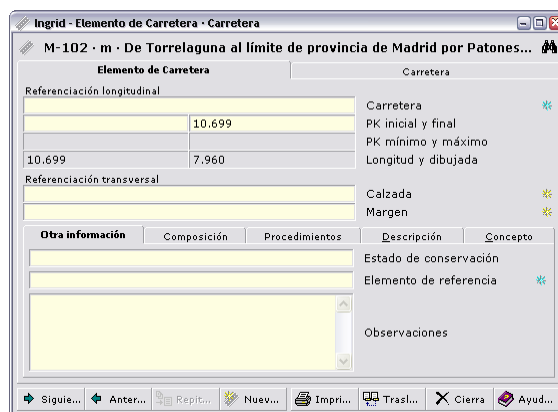 Ingrid - Elemento de Carretera · Carretera
M-102 · m · De Torrelaguna al límite de provincia de Madrid por Patones...
Elemento de Carretera Carretera
Referenciación longitudinal
Carretera
10.699 PK inicial y final
PK mínimo y máximo
10.699 7.960 Longitud y dibujada
Referenciación transversal
Calzada
Margen
Otra información Composición Procedimientos Descripción Concepto
Estado de conservación
Elemento de referencia
Observaciones
Siguie... Anter... Repit... Nuev... Impri... Trasl... Cierra Ayud...